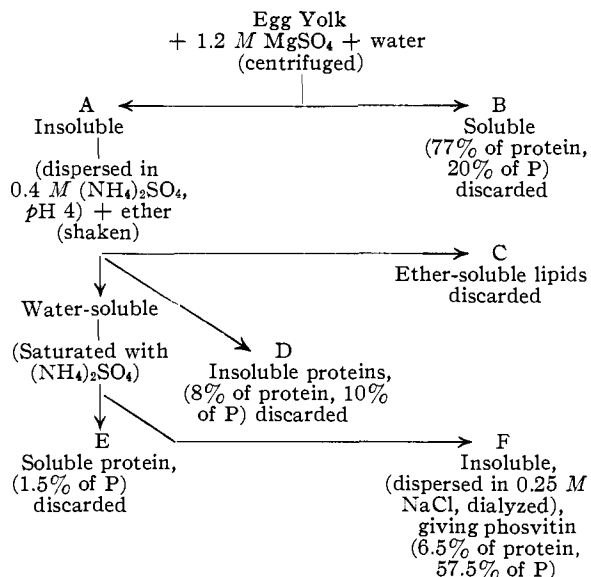 Egg Yolk
+ 1.2 M MgSO₄ + water
(centrifuged)
A
Insoluble
(dispersed in
0.4 M (NH₄)₂SO₄,
pH 4) + ether
(shaken)
B
Soluble
(77% of protein,
20% of P)
discarded
C
Ether-soluble lipids
discarded
Water-soluble
(Saturated with
(NH₄)₂SO₄)
D
Insoluble proteins,
(8% of protein, 10%
of P) discarded
E
Soluble protein,
(1.5% of P)
discarded
F
Insoluble,
(dispersed in 0.25 M
NaCl, dialyzed),
giving phosvitin
(6.5% of protein,
57.5% of P)